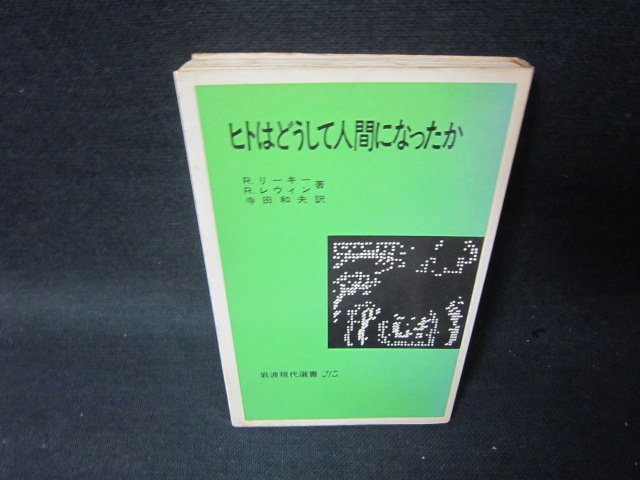 ヒトはどうして人間になったか
R.リーキー
R.レウィン 著
寺田和夫 訳
岩波現代選書 NS